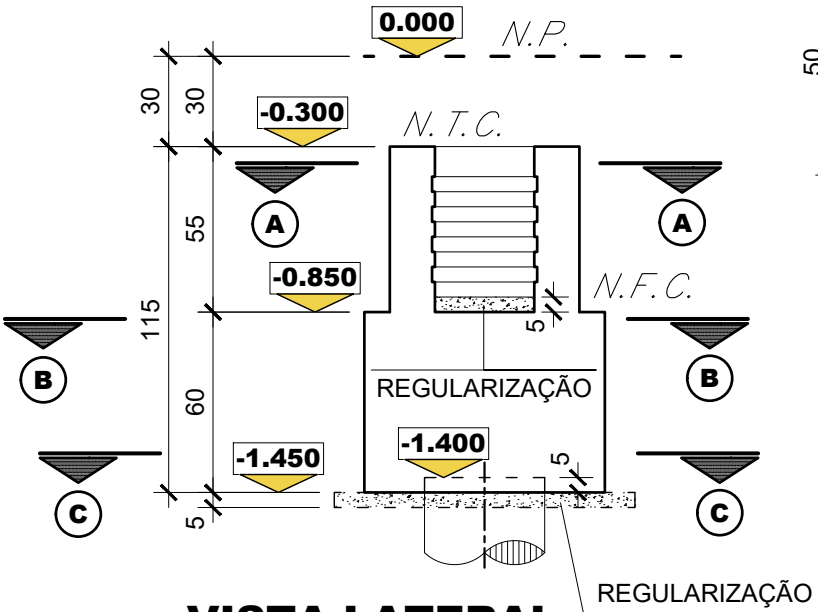 0.000
N.P.
50
30
30
-0.300
N.T.C.
A
A
55
-0.850
N.F.C.
115
5
B
B
REGULARIZAÇÃO
60
-1.400
5
-1.450
C
C
5
REGULARIZAÇÃO
VISTA LATERAL